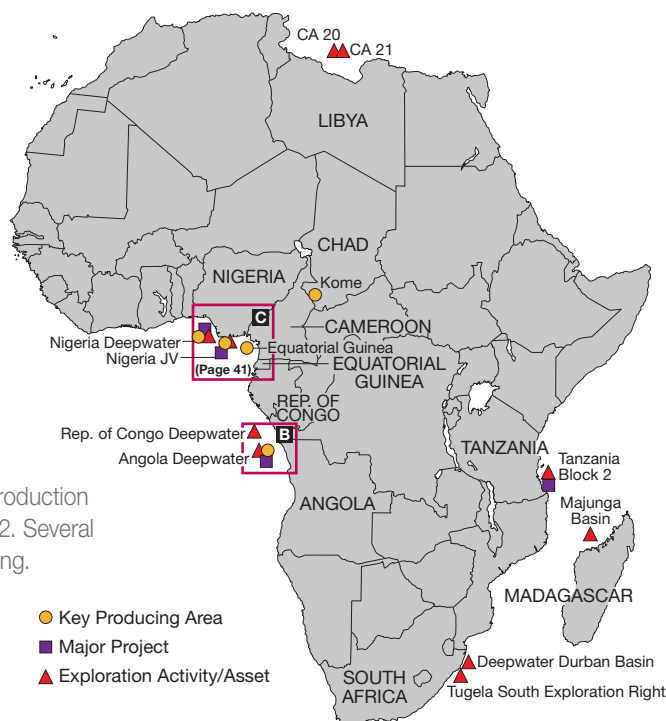 CA 20
CA 21
LIBYA
CHAD
NIGERIA
Kome
C
CAMEROON
Nigeria Deepwater
Equatorial Guinea
Nigeria JV
(Page 41)
EQUATORIAL
GUINEA
REP. OF
CONGO
Rep. of Congo Deepwater
B
Angola Deepwater
TANZANIA
Tanzania
Block 2
ANGOLA
Majunga
Basin
roduction
2. Several
ng.
MADAGASCAR
Key Producing Area
Major Project
Exploration Activity/Asset
SOUTH
AFRICA
Deepwater Durban Basin
Tugela South Exploration Right